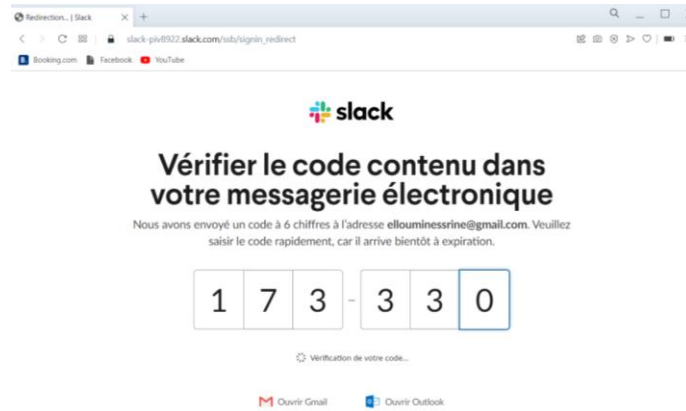 Redirection... | Slack
slack-piv8922.slack.com/ssb/signin_redirect
B. Booking.com Facebook YouTube
slack
Vérifier le code contenu dans
votre messagerie électronique
Nous avons envoyé un code à 6 chiffres à l'adresse ellouminessrine@gmail.com. Veuillez
saisir le code rapidement, car il arrive bientôt à expiration.
1 7 3 - 3 3 0
Vérification de votre code...
Ouvrir Gmail Ouvrir Outlook